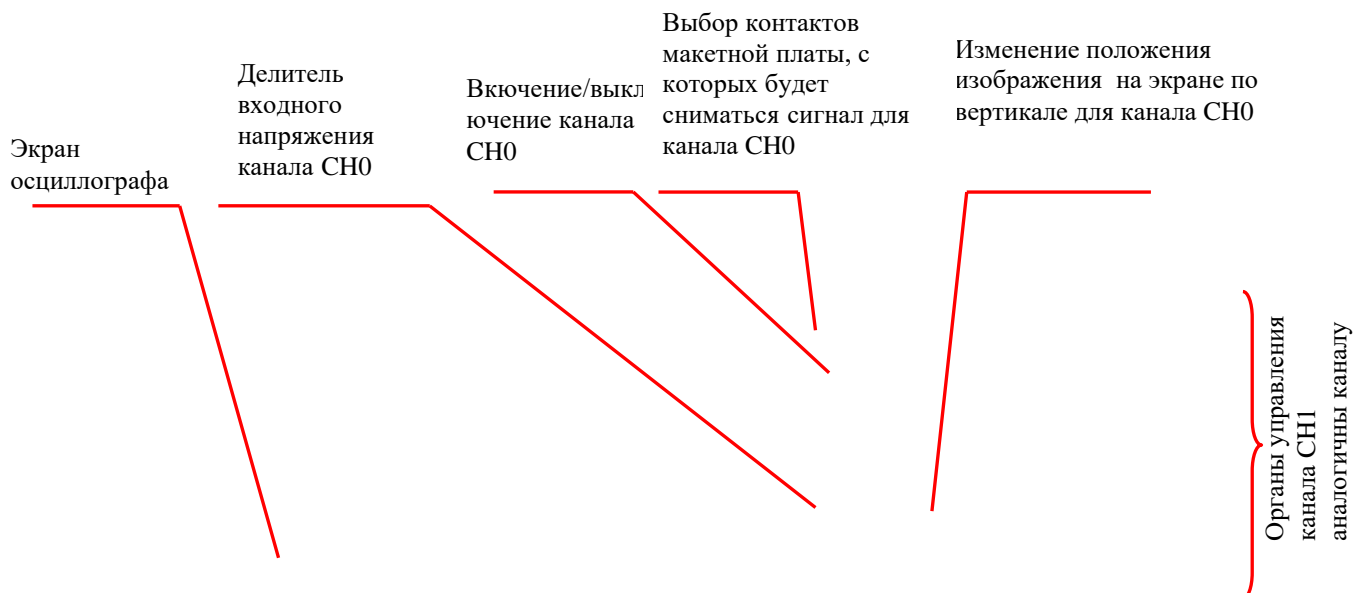 Экран
осциллографа
Делитель
входного
напряжения
канала CH0
Вкючение/выкл
ючение канала
CH0
Выбор контактов
макетной платы, с
которых будет
сниматься сигнал для
канала CH0
Изменение положения
изображения на экране по
вертикале для канала CH0
Органы управления
канала CH1
аналогичны каналу